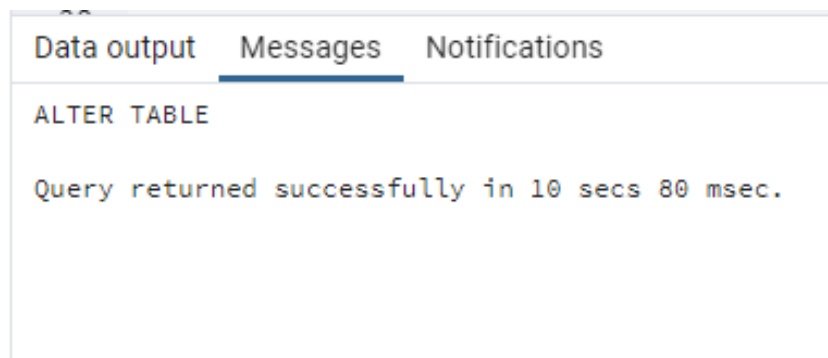 Data output Messages Notifications
ALTER TABLE
Query returned successfully in 10 secs 80 msec.